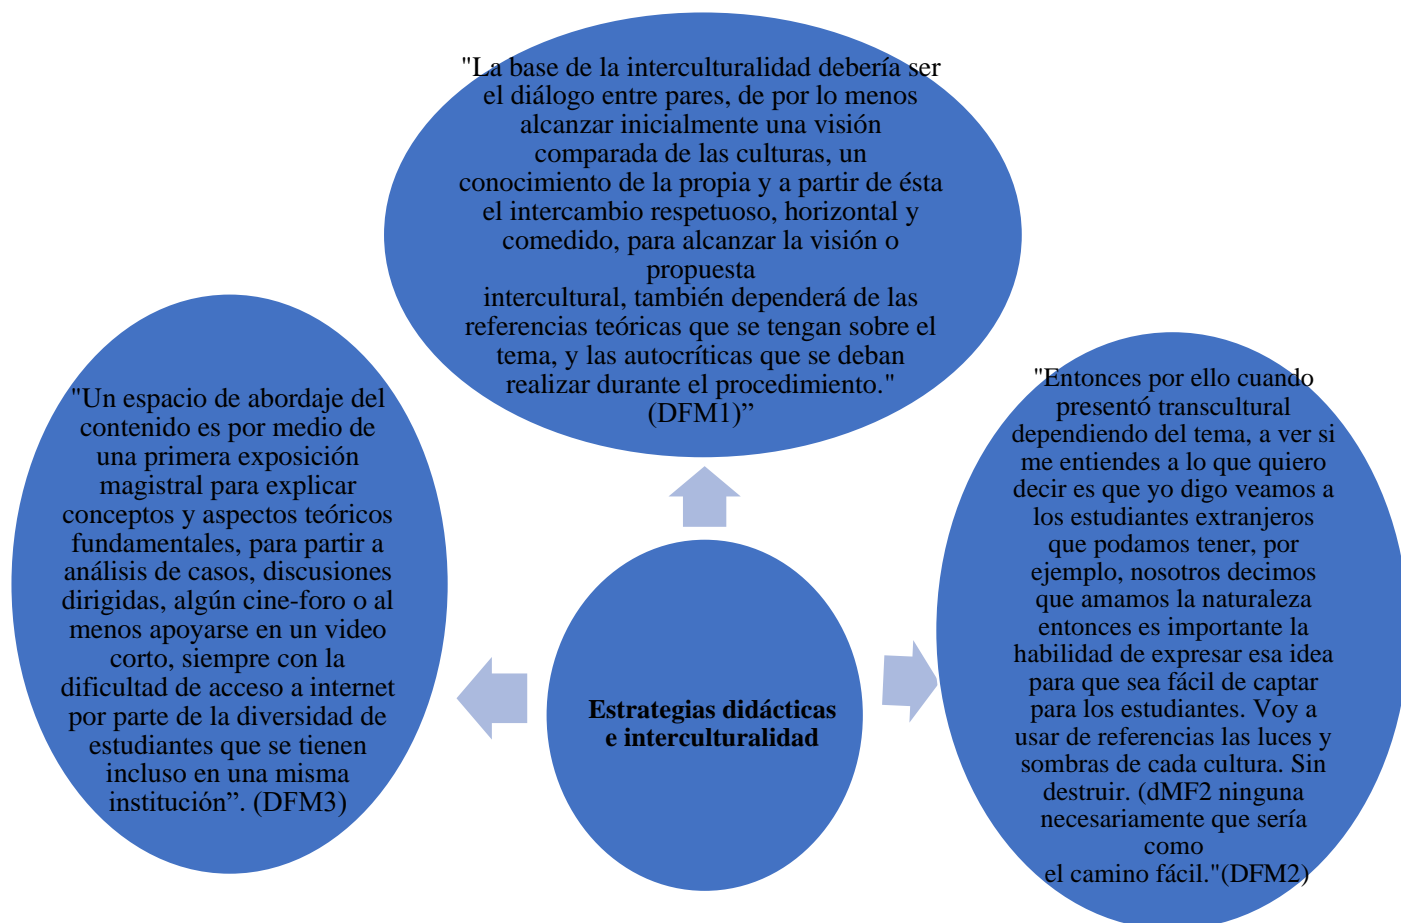 "La base de la interculturalidad debería ser
el diálogo entre pares, de por lo menos
alcanzar inicialmente una visión
comparada de las culturas, un
conocimiento de la propia y a partir de ésta
el intercambio respetuoso, horizontal y
comedido, para alcanzar la visión o
propuesta
intercultural, también dependerá de las
referencias teóricas que se tengan sobre el
tema, y las autocríticas que se deban
realizar durante el procedimiento."
(DFM1)”
"Un espacio de abordaje del
contenido es por medio de
una primera exposición
magistral para explicar
conceptos y aspectos teóricos
fundamentales, para partir a
análisis de casos, discusiones
dirigidas, algún cine-foro o al
menos apoyarse en un video
corto, siempre con la
dificultad de acceso a internet
por parte de la diversidad de
estudiantes que se tienen
incluso en una misma
institución”. (DFM3)
"Entonces por ello cuando
presentó transcultural
dependiendo del tema, a ver si
me entiendes a lo que quiero
decir es que yo digo veamos a
los estudiantes extranjeros
que podamos tener, por
ejemplo, nosotros decimos
que amamos la naturaleza
entonces es importante la
habilidad de expresar esa idea
para que sea fácil de captar
para los estudiantes. Voy a
usar de referencias las luces y
sombras de cada cultura. Sin
destruir. (dMF2 ninguna
necesariamente que sería
como
el camino fácil."(DFM2)
Estrategias didácticas
e interculturalidad